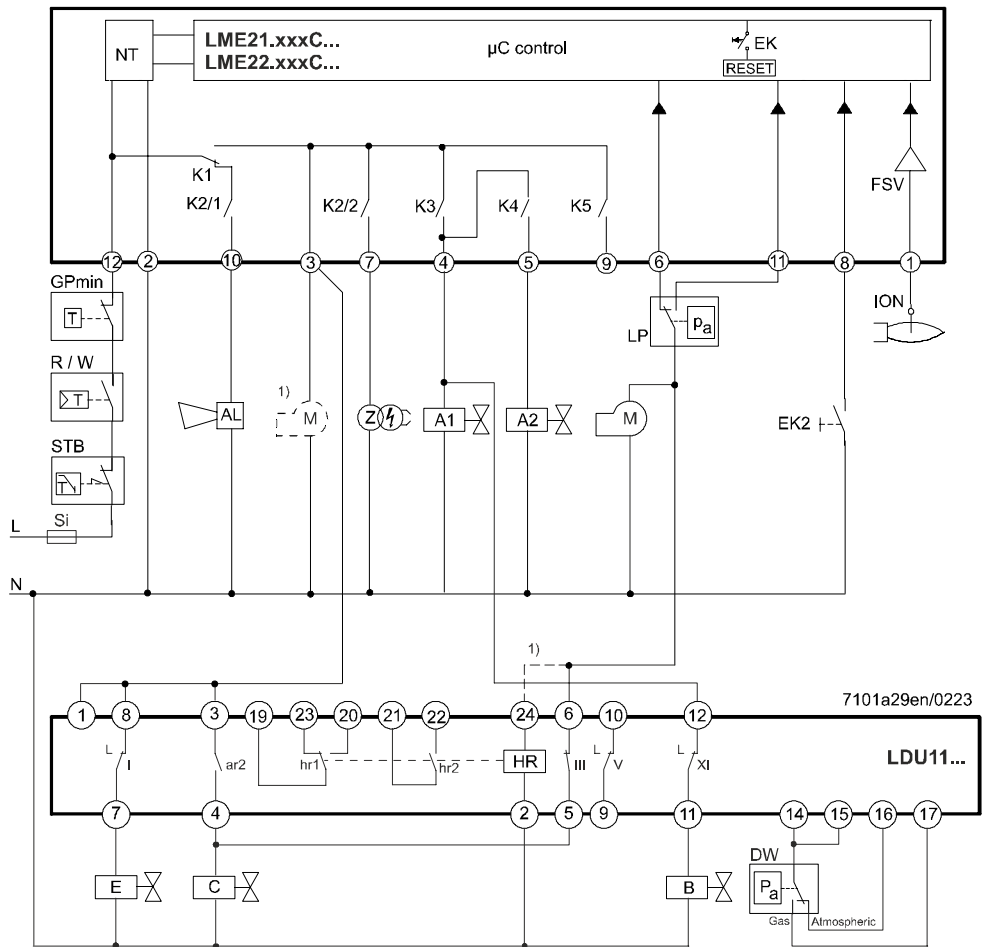 NT
LME21.xxxC...
LME22.xxxC...
µC control
EK
RESET
FSV
K1
K2/1
K2/2
K3
K4
K5
12 2 10 3 7 4 5 9 6 11 8 1
GPmin
T
R / W
T
STB
L
Si
AL
1)
M
Z
A1
A2
LP
Pa
M
ION
EK2
N
1)
7101a29en/0223
1 8 3 19 23 20 21 22 24 6 10 12
LDU11...
I
ar2
hr1
hr2
HR
III
V
XI
7 4 2 5 9 11 14 15 16 17
E
C
B
DW
Pa
Gas
Atmospheric